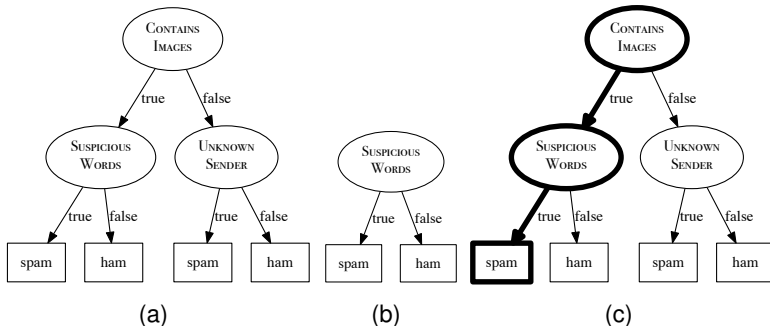 CONTAINS
IMAGES
true
false
SUSPICIOUS
WORDS
UNKNOWN
SENDER
true
false
true
false
spam
ham
spam
ham
(a)
SUSPICIOUS
WORDS
true
false
spam
ham
(b)
CONTAINS
IMAGES
true
false
SUSPICIOUS
WORDS
UNKNOWN
SENDER
true
false
true
false
spam
ham
spam
ham
(c)